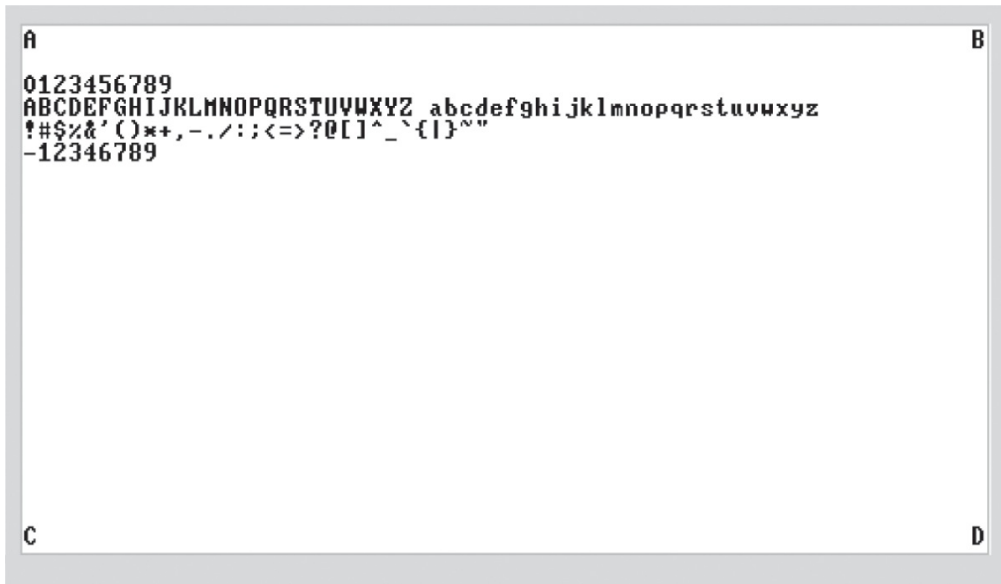 A B
0123456789
ABCDEFGHIJKLMNOPQRSTUVWXYZ abcdefghijklmnopqrstuvwxyz
!#$%&'()*+,-./:;<=>?@[]^_`{|}~"
-12346789
C D